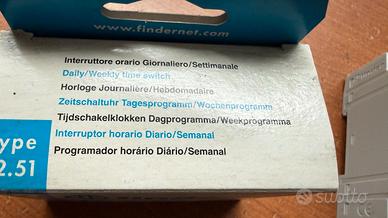 www.findernet.com
Interruttore orario Giornaliero/Settimanale
Daily/Weekly time switch
Horloge Journalière/Hebdomadaire
Zeitschaltuhr Tagesprogramm/Wochenprogramm
Tijdschakelklokken Dagprogramma/Weekprogramma
Interruptor horario Diario/Semanal
Programador horário Diário/Semanal
ype
2.51
subito